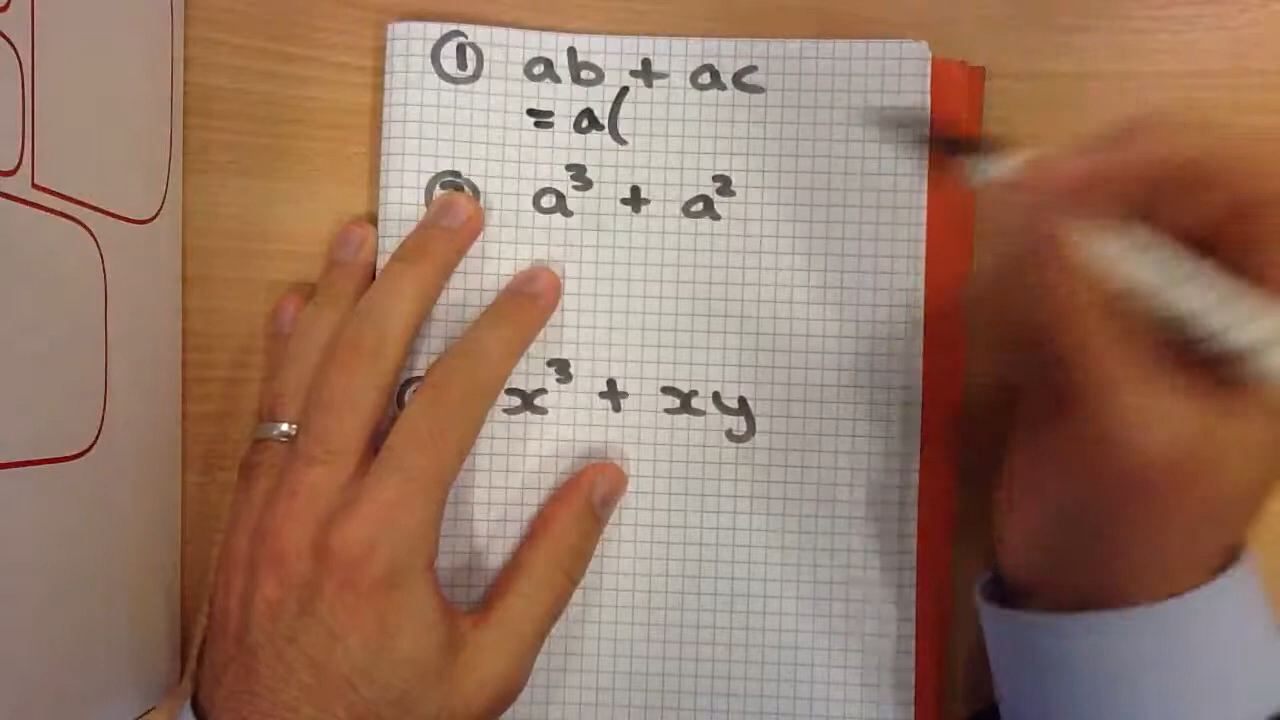 ① ab + ac
= a(
a³ + a²
x³ + xy